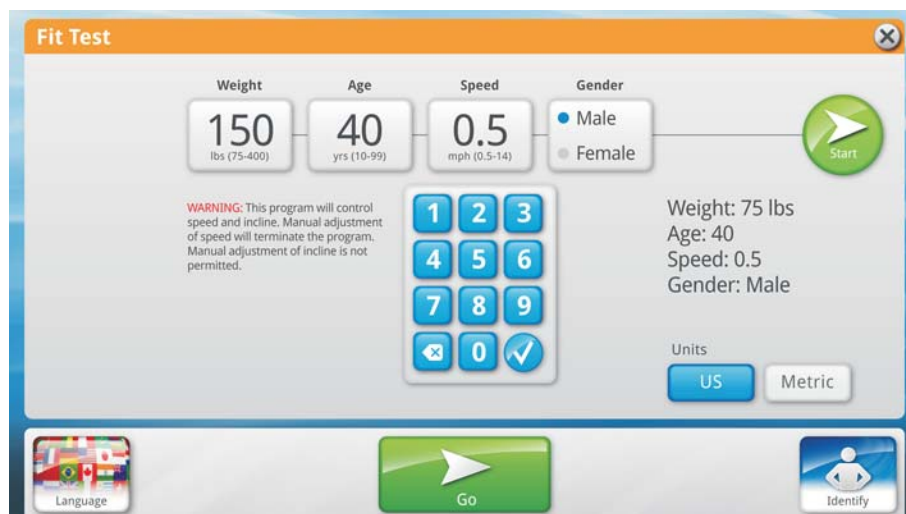 Fit Test
Weight
Age
Speed
Gender
150
lbs (75-400)
40
yrs (10-99)
0.5
mph (0.5-14)
Male
Female
Start
WARNING: This program will control
speed and incline. Manual adjustment
of speed will terminate the program.
Manual adjustment of incline is not
permitted.
1 2 3
4 5 6
7 8 9
0
Weight: 75 lbs
Age: 40
Speed: 0.5
Gender: Male
Units
US
Metric
Language
Go
Identify